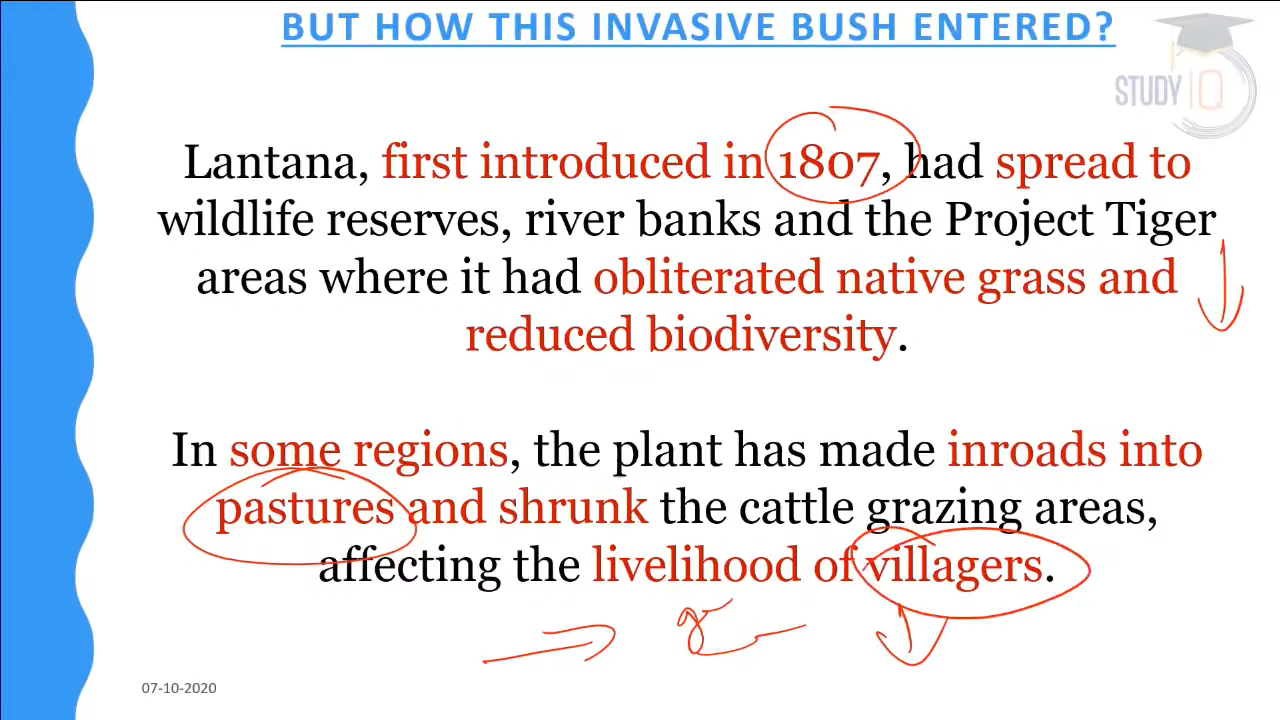 BUT HOW THIS INVASIVE BUSH ENTERED?
STUDY IQ
Lantana, first introduced in 1807, had spread to
wildlife reserves, river banks and the Project Tiger
areas where it had obliterated native grass and
reduced biodiversity.
In some regions, the plant has made inroads into
pastures and shrunk the cattle grazing areas,
affecting the livelihood of villagers.
07-10-2020